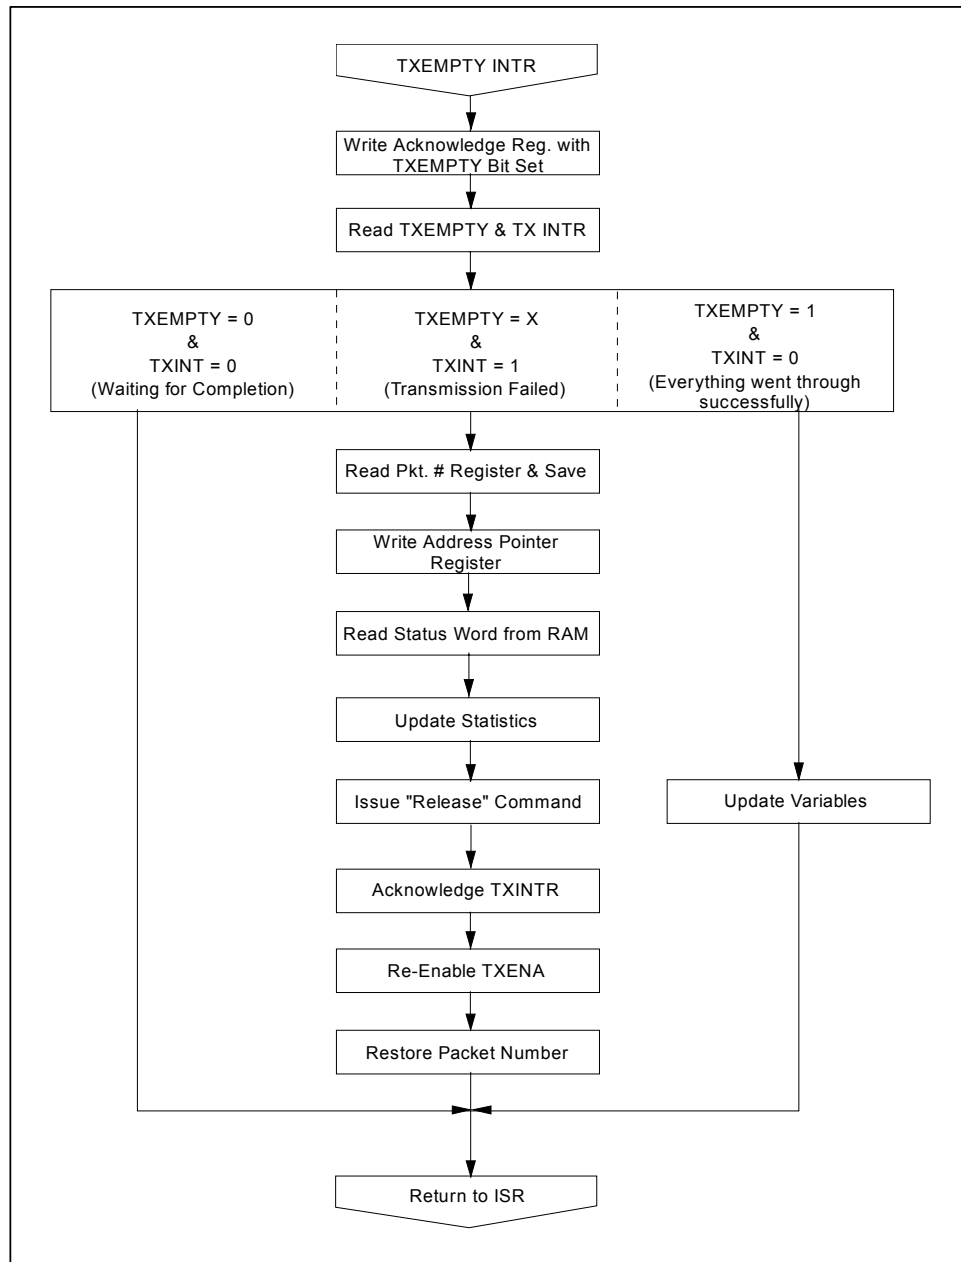 TXEMPTY INTR
Write Acknowledge Reg. with
TXEMPTY Bit Set
Read TXEMPTY & TX INTR
TXEMPTY = 0
&
TXINT = 0
(Waiting for Completion)
TXEMPTY = X
&
TXINT = 1
(Transmission Failed)
TXEMPTY = 1
&
TXINT = 0
(Everything went through
successfully)
Read Pkt. # Register & Save
Write Address Pointer
Register
Read Status Word from RAM
Update Statistics
Issue "Release" Command
Update Variables
Acknowledge TXINTR
Re-Enable TXENA
Restore Packet Number
Return to ISR